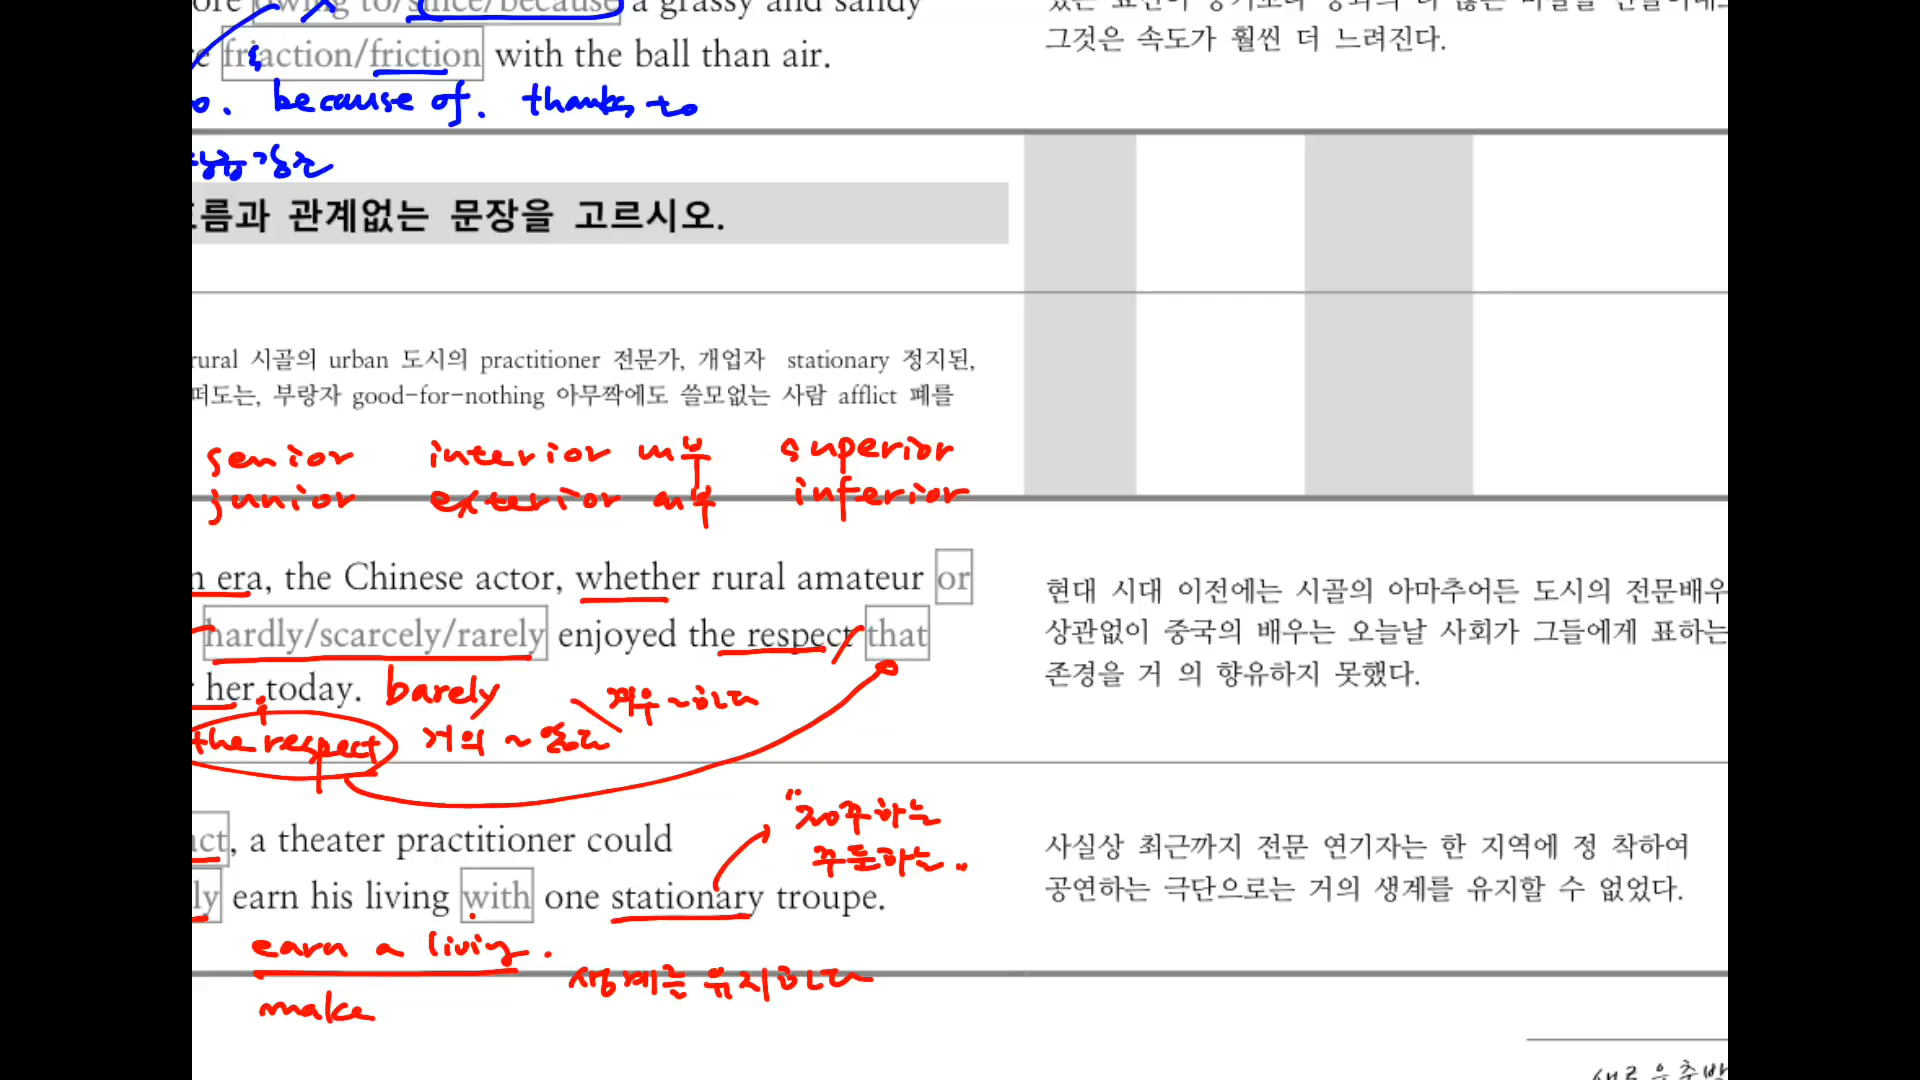 owing to/since/because a grassy and sandy
friaction/friction with the ball than air.
because of. thanks to
그것은 속도가 훨씬 더 느려진다.
름과 관계없는 문장을 고르시오.
rural 시골의 urban 도시의 practitioner 전문가, 개업자 stationary 정지된,
떠도는, 부랑자 good-for-nothing 아무짝에도 쓸모없는 사람 afflict 폐를
senior interior 내부 superior
junior exterior 외부 inferior
n era, the Chinese actor, whether rural amateur or
hardly/scarcely/rarely enjoyed the respect that
her today. barely 겨우 ~하다
the respect 거의 ~않다
현대 시대 이전에는 시골의 아마추어든 도시의 전문배우
상관없이 중국의 배우는 오늘날 사회가 그들에게 표하는
존경을 거 의 향유하지 못했다.
act, a theater practitioner could
"정주하는
주둔하는"
ly earn his living with one stationary troupe.
earn a living.
make
생계를 유지하다
사실상 최근까지 전문 연기자는 한 지역에 정 착하여
공연하는 극단으로는 거의 생계를 유지할 수 없었다.